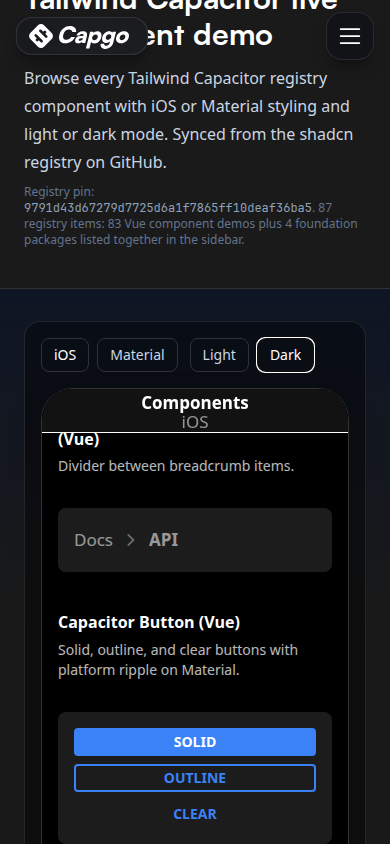 Tailwind Capacitor live
Capgo
ent demo
Browse every Tailwind Capacitor registry
component with iOS or Material styling and
light or dark mode. Synced from the shadcn
registry on GitHub.
Registry pin:
9791d43d67279d7725d6a1f7865ff10deaf36ba5. 87
registry items: 83 Vue component demos plus 4 foundation
packages listed together in the sidebar.
iOS
Material
Light
Dark
Components
iOS
(Vue)
Divider between breadcrumb items.
Docs
API
Capacitor Button (Vue)
Solid, outline, and clear buttons with
platform ripple on Material.
SOLID
OUTLINE
CLEAR